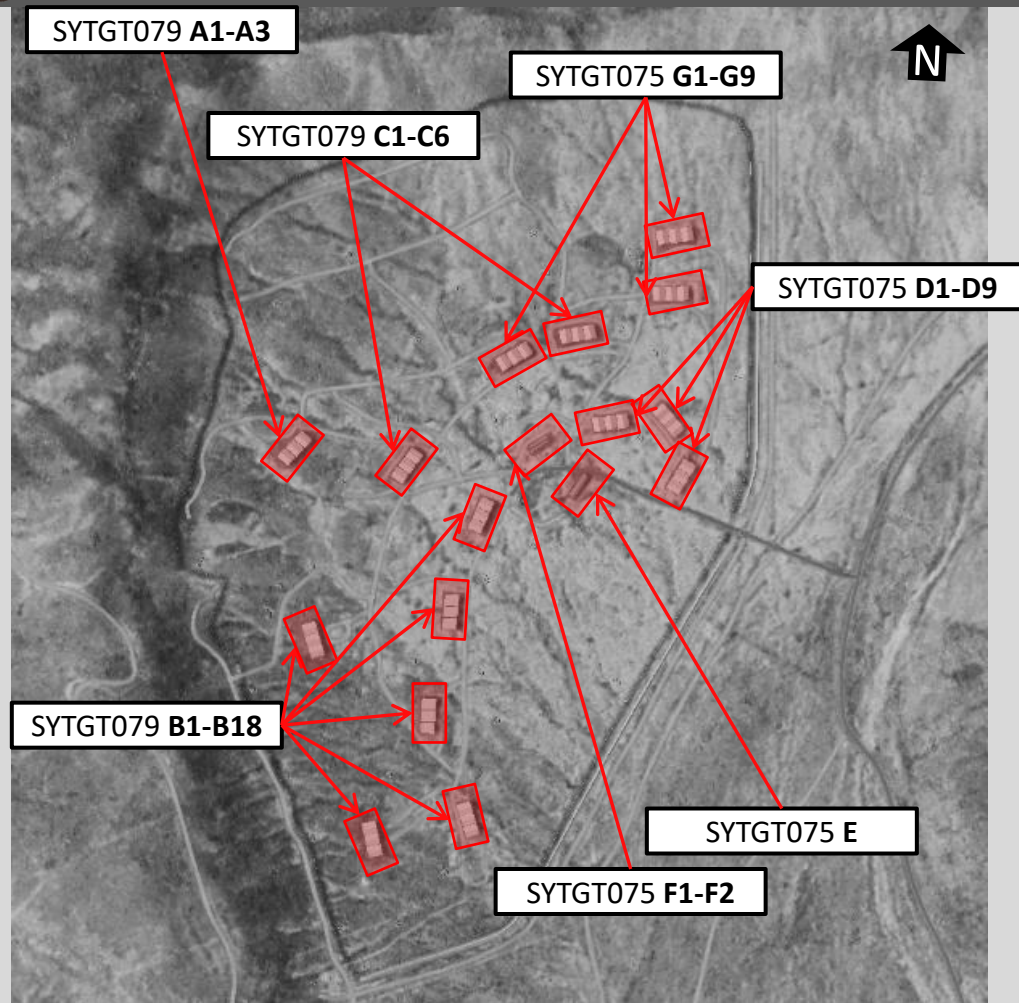 SYTGT079 A1-A3
N
SYTGT075 G1-G9
SYTGT079 C1-C6
SYTGT075 D1-D9
SYTGT079 B1-B18
SYTGT075 E
SYTGT075 F1-F2